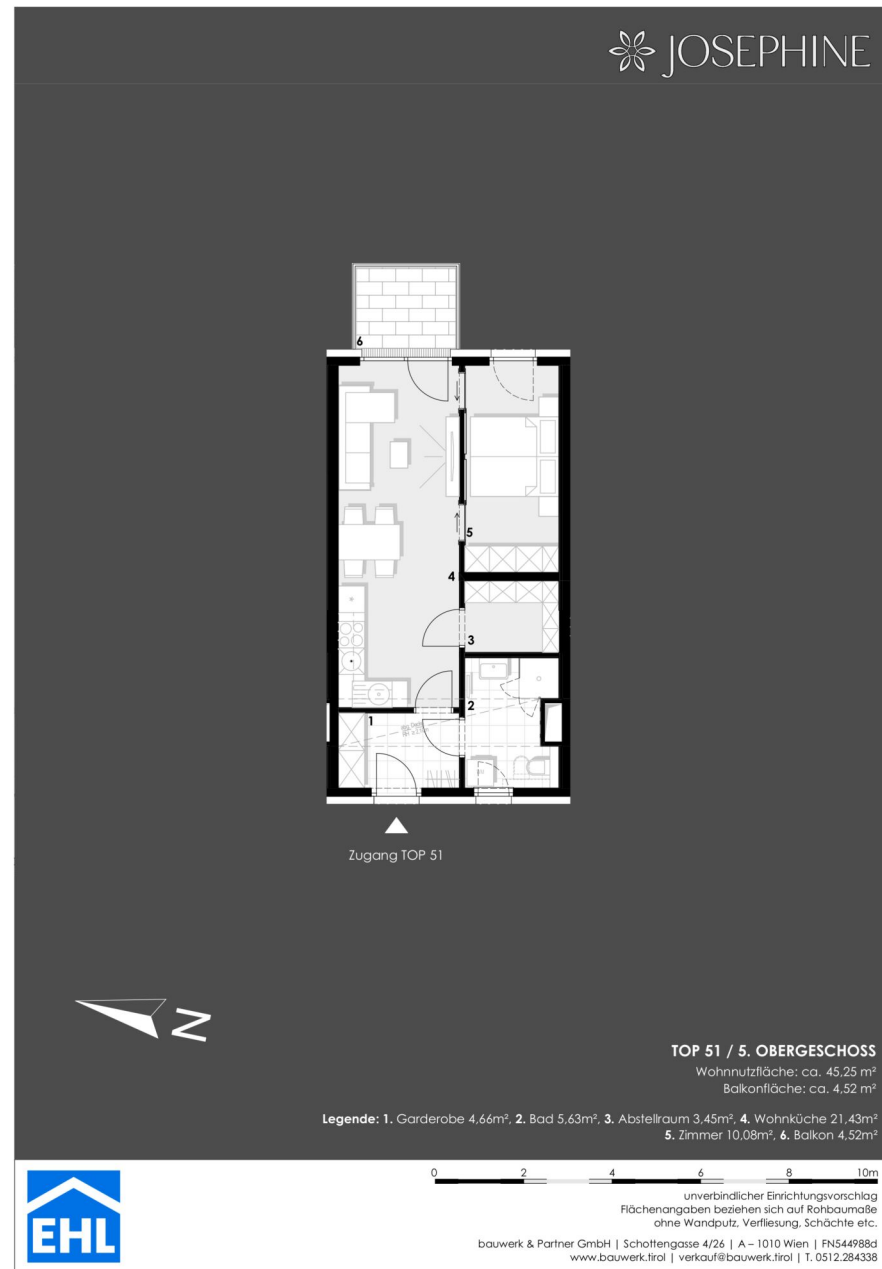 JOSEPHINE
6
5
4
3
2
1
Zugang TOP 51
N
TOP 51 / 5. OBERGESCHOSS
Wohnnutzfläche: ca. 45,25 m²
Balkonfläche: ca. 4,52 m²
Legende: 1. Garderobe 4,66m², 2. Bad 5,63m², 3. Abstellraum 3,45m², 4. Wohnküche 21,43m²
5. Zimmer 10,08m², 6. Balkon 4,52m²
0 2 4 6 8 10m
unverbindlicher Einrichtungsvorschlag
Flächenangaben beziehen sich auf Rohbaumaße
ohne Wandputz, Verfliesung, Schächte etc.
bauwerk & Partner GmbH | Schottengasse 4/26 | A – 1010 Wien | FN544988d
www.bauwerk.tirol | verkauf@bauwerk.tirol | T. 0512.284338
EHL